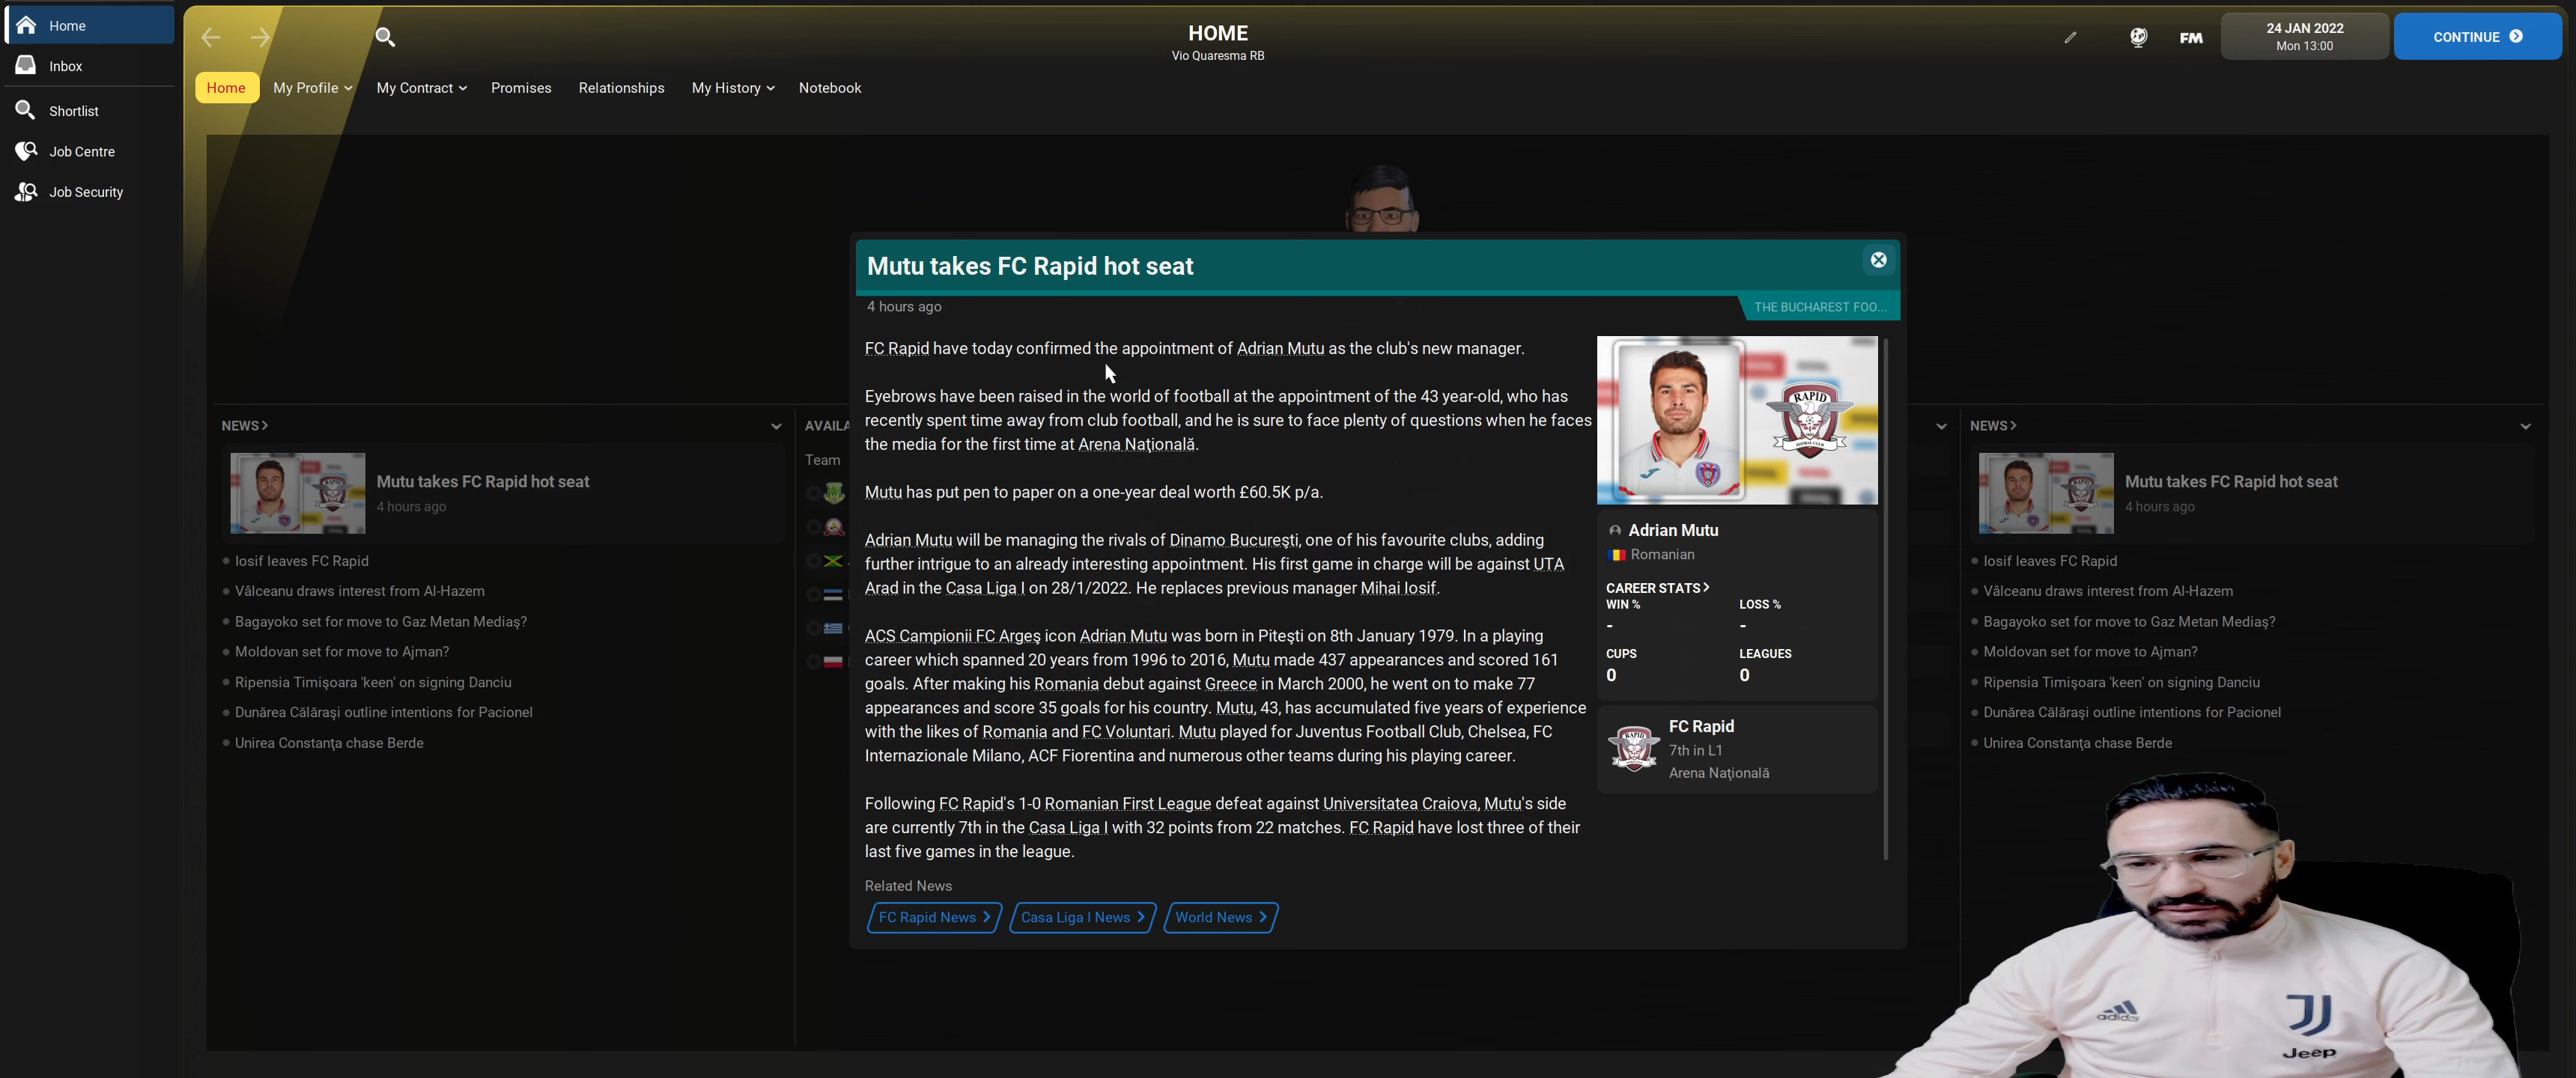 Home
Inbox
Shortlist
Job Centre
Job Security
HOME
Vio Quaresma RB
FM
24 JAN 2022
Mon 13:00
CONTINUE
Home
My Profile
My Contract
Promises
Relationships
My History
Notebook
Mutu takes FC Rapid hot seat
4 hours ago
THE BUCHAREST FOO...
FC Rapid have today confirmed the appointment of Adrian Mutu as the club's new manager.
Eyebrows have been raised in the world of football at the appointment of the 43 year-old, who has
recently spent time away from club football, and he is sure to face plenty of questions when he faces
the media for the first time at Arena Naţională.
Mutu has put pen to paper on a one-year deal worth £60.5K p/a.
Adrian Mutu will be managing the rivals of Dinamo Bucureşti, one of his favourite clubs, adding
further intrigue to an already interesting appointment. His first game in charge will be against UTA
Arad in the Casa Liga I on 28/1/2022. He replaces previous manager Mihai Iosif.
ACS Campionii FC Argeş icon Adrian Mutu was born in Piteşti on 8th January 1979. In a playing
career which spanned 20 years from 1996 to 2016, Mutu made 437 appearances and scored 161
goals. After making his Romania debut against Greece in March 2000, he went on to make 77
appearances and score 35 goals for his country. Mutu, 43, has accumulated five years of experience
with the likes of Romania and FC Voluntari. Mutu played for Juventus Football Club, Chelsea, FC
Internazionale Milano, ACF Fiorentina and numerous other teams during his playing career.
Following FC Rapid's 1-0 Romanian First League defeat against Universitatea Craiova, Mutu's side
are currently 7th in the Casa Liga I with 32 points from 22 matches. FC Rapid have lost three of their
last five games in the league.
Related News
FC Rapid News
Casa Liga I News
World News
RAPID
Adrian Mutu
Romanian
CAREER STATS
WIN %
LOSS %
-
-
CUPS
LEAGUES
0
0
RAPID
FC Rapid
7th in L1
Arena Naţională
NEWS
Mutu takes FC Rapid hot seat
4 hours ago
Iosif leaves FC Rapid
Vâlceanu draws interest from Al-Hazem
Bagayoko set for move to Gaz Metan Mediaş?
Moldovan set for move to Ajman?
Ripensia Timişoara 'keen' on signing Danciu
Dunărea Călăraşi outline intentions for Pacionel
Unirea Constanţa chase Berde
AVAILA
Team
NEWS
Mutu takes FC Rapid hot seat
4 hours ago
Iosif leaves FC Rapid
Vâlceanu draws interest from Al-Hazem
Bagayoko set for move to Gaz Metan Mediaş?
Moldovan set for move to Ajman?
Ripensia Timişoara 'keen' on signing Danciu
Dunărea Călăraşi outline intentions for Pacionel
Unirea Constanţa chase Berde
adidas
Jeep